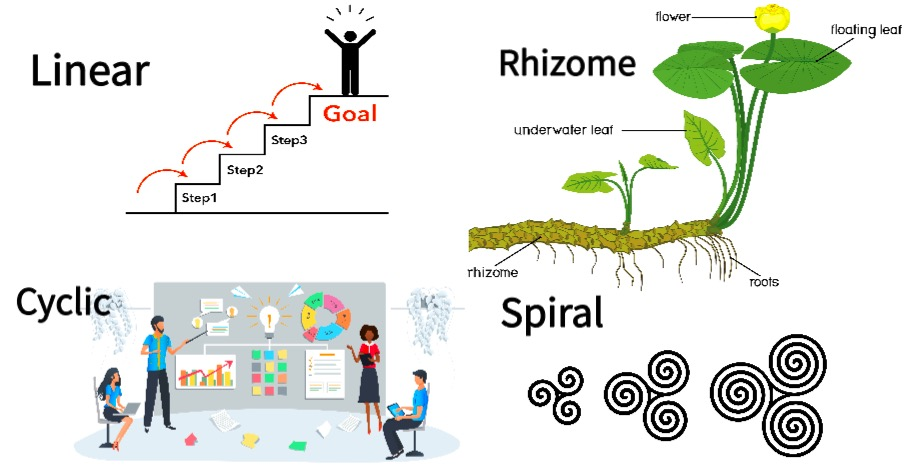 Linear
Goal
Step3
Step2
Step1
Rhizome
flower
floating leaf
underwater leaf
rhizome
roots
Cyclic
Spiral